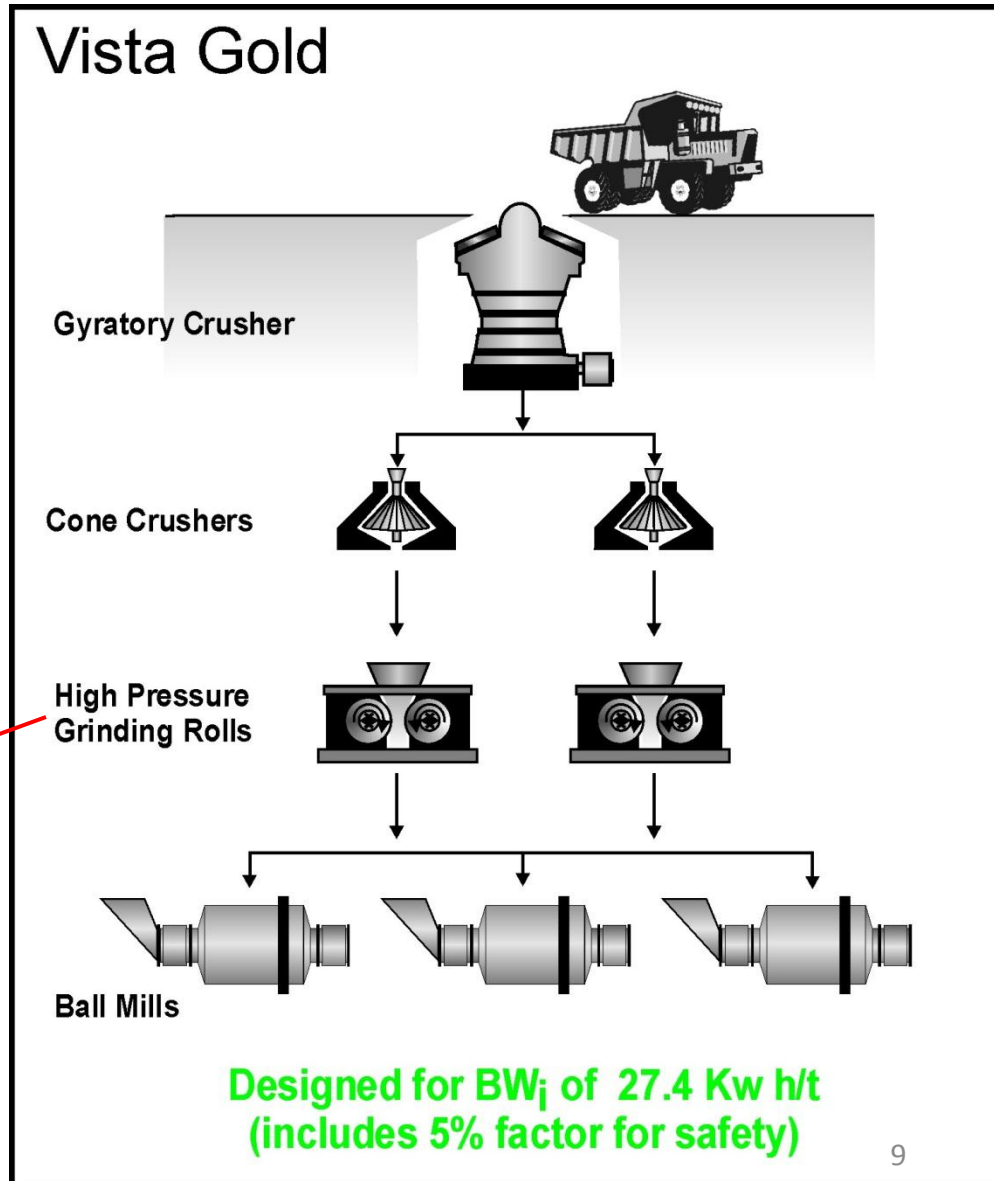 Vista Gold
Gyratory Crusher
Cone Crushers
High Pressure
Grinding Rolls
Ball Mills
Designed for BWi of 27.4 Kw h/t
(includes 5% factor for safety)
9